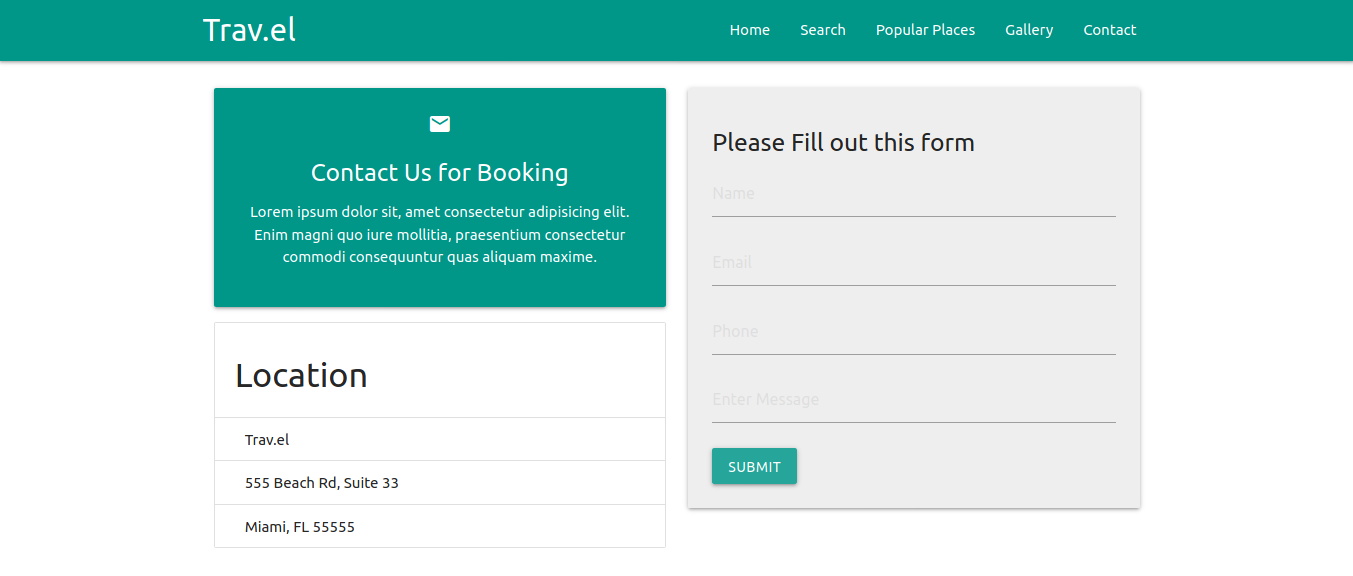 Trav.el
Home Search Popular Places Gallery Contact
Contact Us for Booking
Lorem ipsum dolor sit, amet consectetur adipisicing elit.
Enim magni quo iure mollitia, praesentium consectetur
commodi consequuntur quas aliquam maxime.
Location
Trav.el
555 Beach Rd, Suite 33
Miami, FL 55555
Please Fill out this form
Name
Email
Phone
Enter Message
SUBMIT